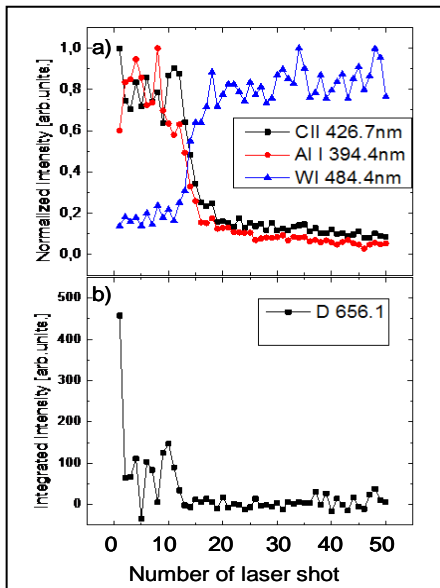 a)
Normalized Intensity [arb.units.]
1,0
0,8
0,6
0,4
0,2
0,0
CII 426.7nm
Al I 394.4nm
WI 484.4nm
b)
Integrated Intensity [arb.units.]
500
400
300
200
100
0
D 656.1
0 10 20 30 40 50
Number of laser shot